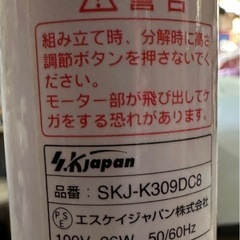 警告
組み立て時、分解時に高さ
調節ボタンを押さないでく
ださい。
モーター部が飛び出してケ
ガをする恐れがあります。
S.K Japan
品番：SKJ-K309DC8
PSE エスケイジャパン株式会社
50/60Hz